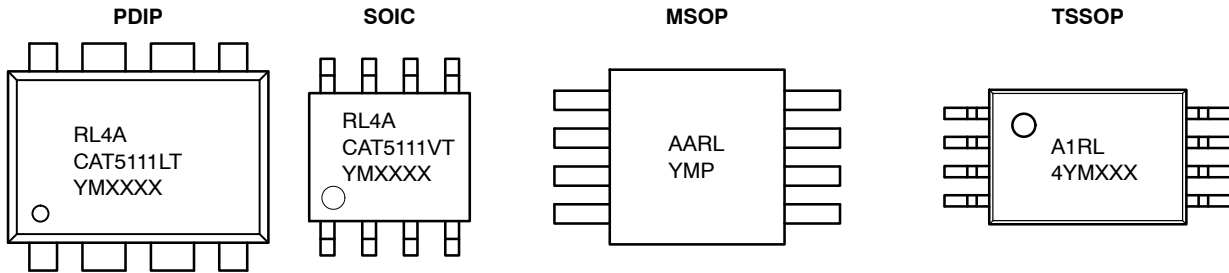 PDIP
SOIC
MSOP
TSSOP
RL4A
CAT5111LT
YMXXXX
RL4A
CAT5111VT
YMXXXX
AARL
YMP
A1RL
4YMXXX